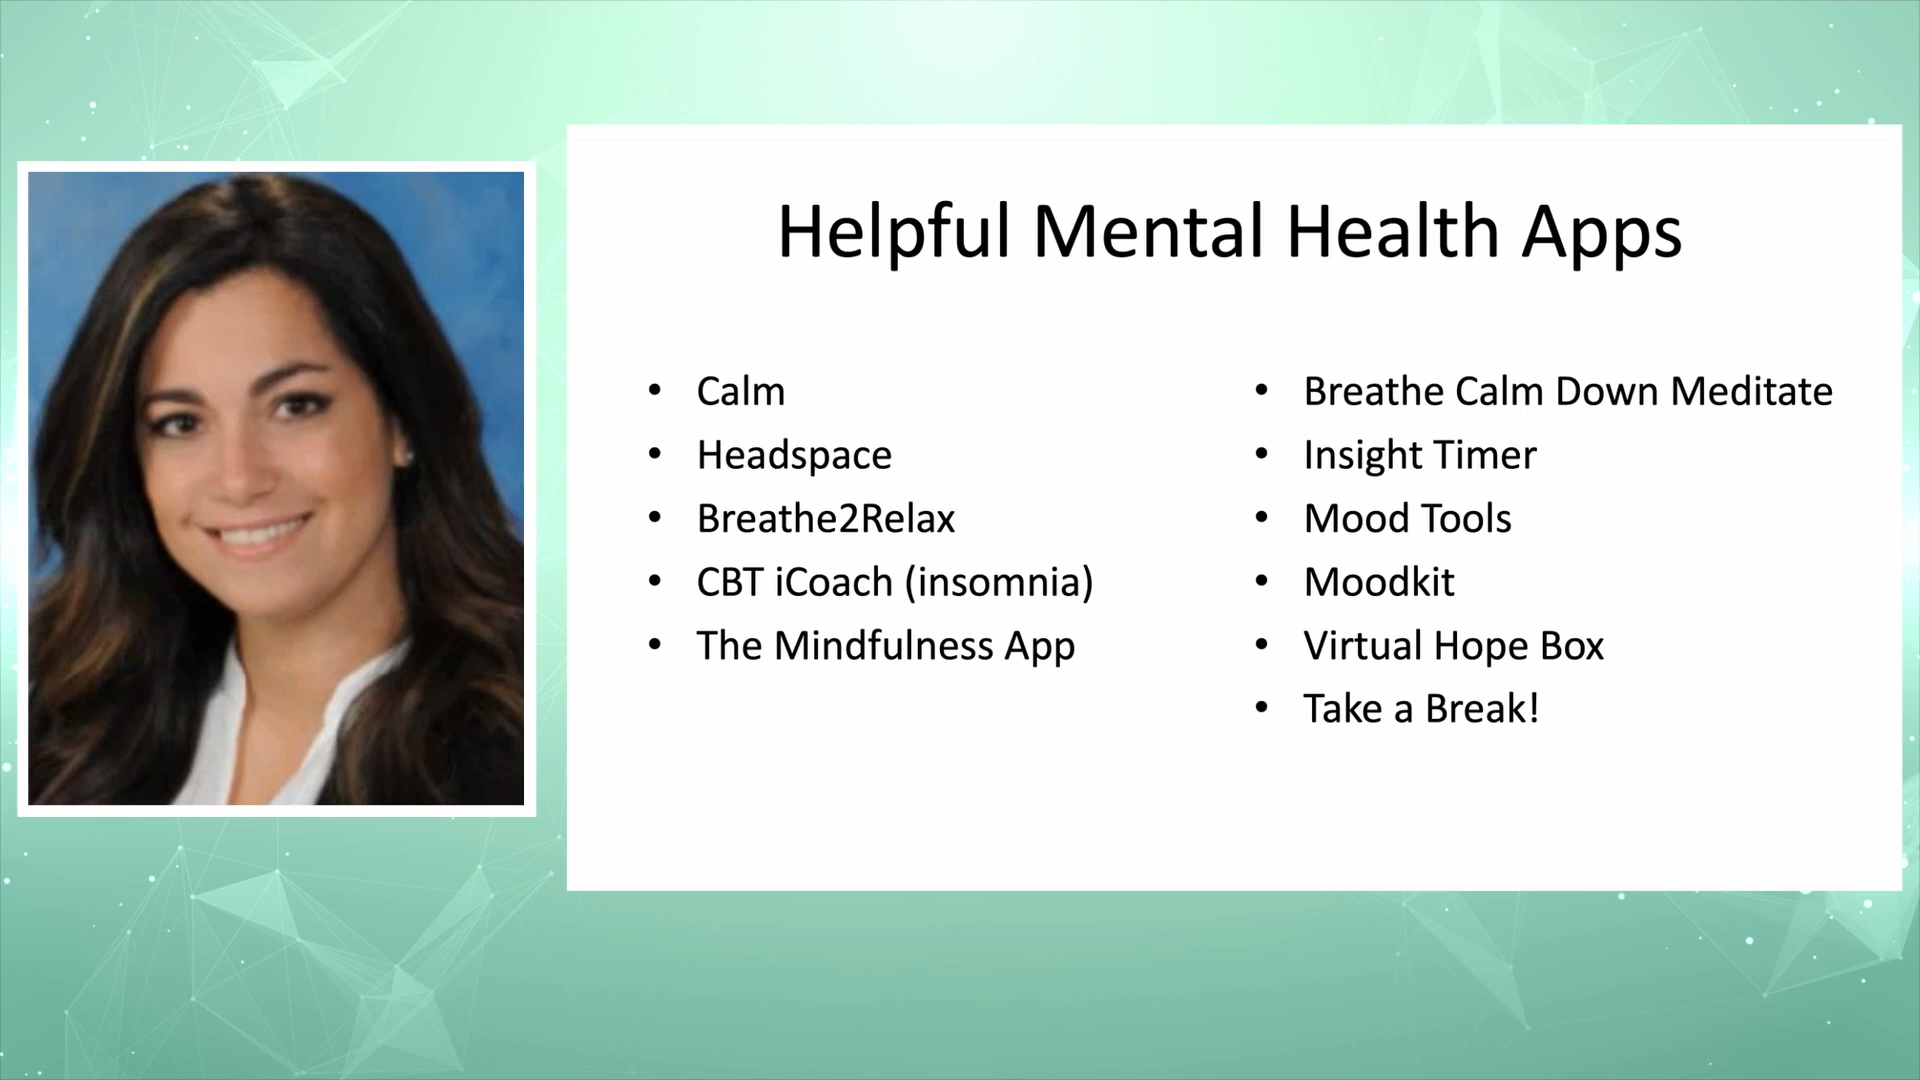 Helpful Mental Health Apps
• Calm
• Headspace
• Breathe2Relax
• CBT iCoach (insomnia)
• The Mindfulness App
• Breathe Calm Down Meditate
• Insight Timer
• Mood Tools
• Moodkit
• Virtual Hope Box
• Take a Break!